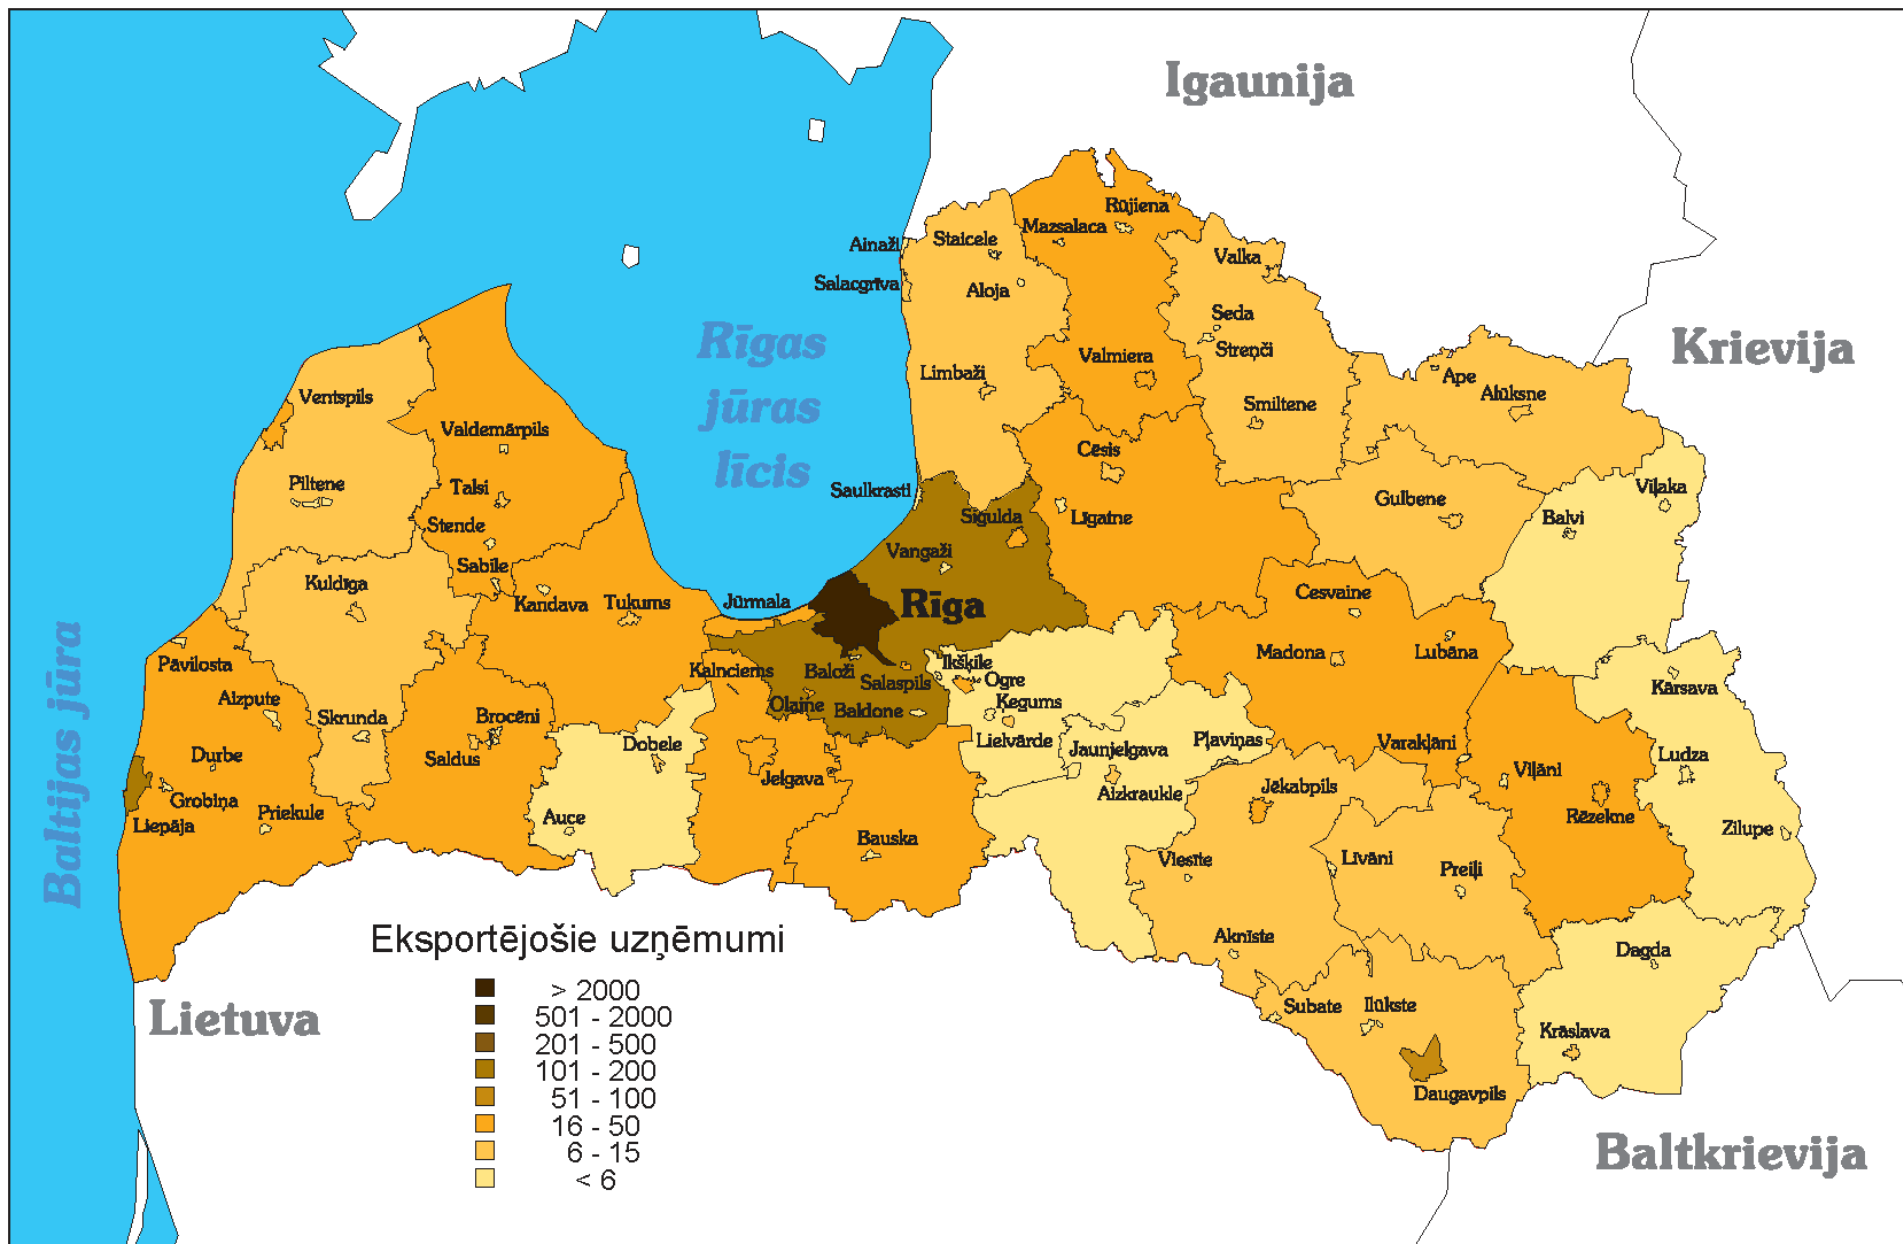 Igaunija
Krievija
Baltkrievija
Lietuva
Baltijas jūra
Rīgas
jūras
līcis
Rīga
Ainaži
Salacgrīva
Staicele
Aloja
Limbaži
Mazsalaca
Rūjiena
Valmiera
Valka
Seda
Strenči
Smiltene
Ape
Alūksne
Gulbene
Viļaka
Balvi
Cēsis
Līgatne
Sigulda
Saulkrasti
Vangaži
Ventspils
Piltene
Valdemārpils
Talsi
Stende
Sabile
Kandava
Tukums
Kuldīga
Jūrmala
Kalnciems
Baloži
Salaspils
Olaine
Baldone
Ikšķile
Ogre
Ķegums
Lielvārde
Jaunjelgava
Pļaviņas
Aizkraukle
Cesvaine
Madona
Lubāna
Varakļāni
Kārsava
Ludza
Zilupe
Viļāni
Rēzekne
Pāvilosta
Aizpute
Skrunda
Durbe
Grobiņa
Liepāja
Priekule
Brocēni
Saldus
Dobele
Auce
Jelgava
Bauska
Jēkabpils
Viesīte
Līvāni
Preiļi
Aknīste
Subate
Ilūkste
Daugavpils
Dagda
Krāslava
Eksportējošie uzņēmumi
> 2000
501 - 2000
201 - 500
101 - 200
51 - 100
16 - 50
6 - 15
< 6